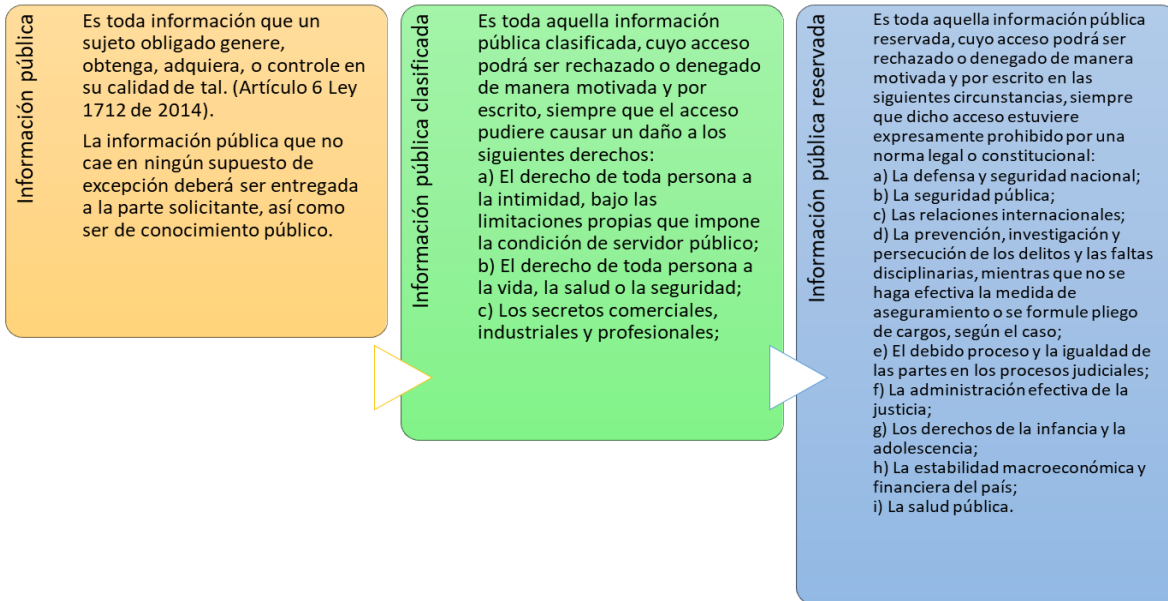 Información pública
Es toda información que un
sujeto obligado genere,
obtenga, adquiera, o controle en
su calidad de tal. (Artículo 6 Ley
1712 de 2014).
La información pública que no
cae en ningún supuesto de
excepción deberá ser entregada
a la parte solicitante, así como
ser de conocimiento público.
Información pública clasificada
Es toda aquella información
pública clasificada, cuyo acceso
podrá ser rechazado o denegado
de manera motivada y por
escrito, siempre que el acceso
pudiere causar un daño a los
siguientes derechos:
a) El derecho de toda persona a
la intimidad, bajo las
limitaciones propias que impone
la condición de servidor público;
b) El derecho de toda persona a
la vida, la salud o la seguridad;
c) Los secretos comerciales,
industriales y profesionales;
Información pública reservada
Es toda aquella información pública
reservada, cuyo acceso podrá ser
rechazado o denegado de manera
motivada y por escrito en las
siguientes circunstancias, siempre
que dicho acceso estuviere
expresamente prohibido por una
norma legal o constitucional:
a) La defensa y seguridad nacional;
b) La seguridad pública;
c) Las relaciones internacionales;
d) La prevención, investigación y
persecución de los delitos y las faltas
disciplinarias, mientras que no se
haga efectiva la medida de
aseguramiento o se formule pliego
de cargos, según el caso;
e) El debido proceso y la igualdad de
las partes en los procesos judiciales;
f) La administración efectiva de la
justicia;
g) Los derechos de la infancia y la
adolescencia;
h) La estabilidad macroeconómica y
financiera del país;
i) La salud pública.